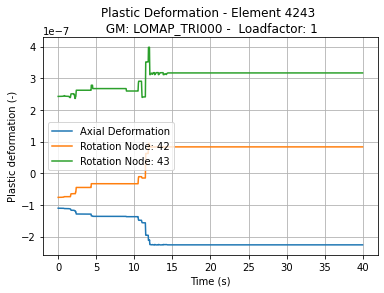 Plastic Deformation - Element 4243
GM: LOMAP_TRI000 - Loadfactor: 1
1e−7
4
3
2
1
0
−1
−2
Plastic deformation (-)
Axial Deformation
Rotation Node: 42
Rotation Node: 43
0 5 10 15 20 25 30 35 40
Time (s)